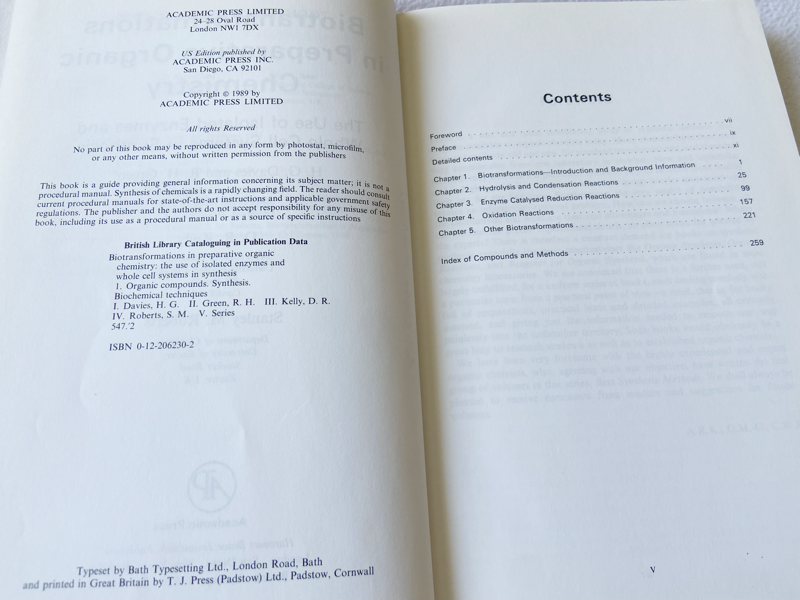 ACADEMIC PRESS LIMITED
24–28 Oval Road
London NW1 7DX
US Edition published by
ACADEMIC PRESS INC.
San Diego, CA 92101
Copyright © 1989 by
ACADEMIC PRESS LIMITED
All rights Reserved
No part of this book may be reproduced in any form by photostat, microfilm,
or any other means, without written permission from the publishers
This book is a guide providing general information concerning its subject matter; it is not a
procedural manual. Synthesis of chemicals is a rapidly changing field. The reader should consult
current procedural manuals for state-of-the-art instructions and applicable government safety
regulations. The publisher and the authors do not accept responsibility for any misuse of this
book, including its use as a procedural manual or as a source of specific instructions
British Library Cataloguing in Publication Data
Biotransformations in preparative organic
chemistry: the use of isolated enzymes and
whole cell systems in synthesis
1. Organic compounds. Synthesis.
Biochemical techniques
I. Davies, H. G. II. Green, R. H. III. Kelly, D. R.
IV. Roberts, S. M. V. Series
547.'2
ISBN 0-12-206230-2
Typeset by Bath Typesetting Ltd., London Road, Bath
and printed in Great Britain by T. J. Press (Padstow) Ltd., Padstow, Cornwall
Contents
Foreword vii
Preface ix
Detailed contents xi
Chapter 1. Biotransformations—Introduction and Background Information 1
Chapter 2. Hydrolysis and Condensation Reactions 25
Chapter 3. Enzyme Catalysed Reduction Reactions 99
Chapter 4. Oxidation Reactions 157
Chapter 5. Other Biotransformations 221
Index of Compounds and Methods 259
v